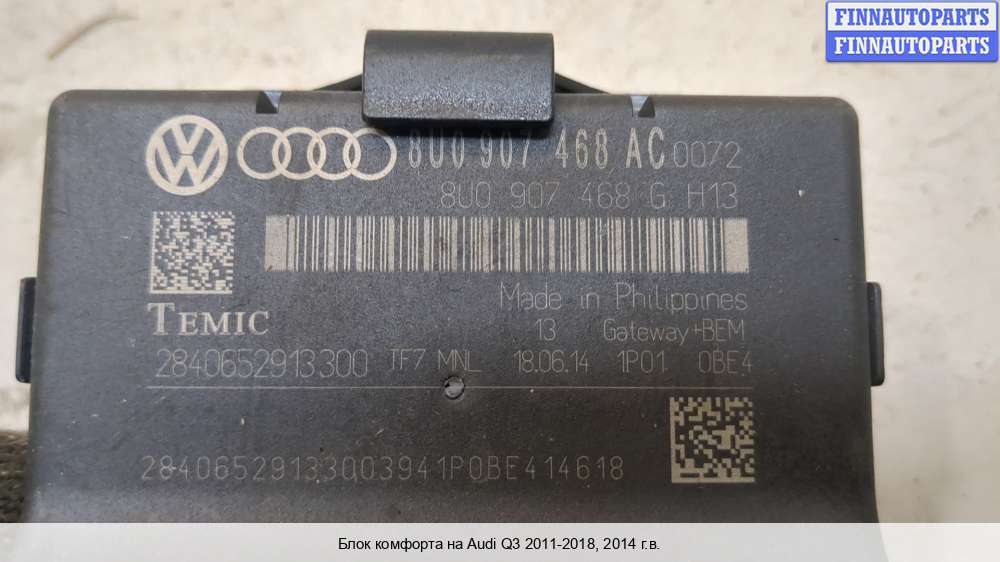 FINNAUTOPARTS
FINNAUTOPARTS
8U0 907 468 AC 0072
8U0 907 468 G H13
TEMIC
Made in Philippines
13 Gateway+BEM
2840652913300 TF7 MNL 18.06.14 1P01 0BE4
28406529133003941P0BE414618
Блок комфорта на Audi Q3 2011-2018, 2014 г.в.